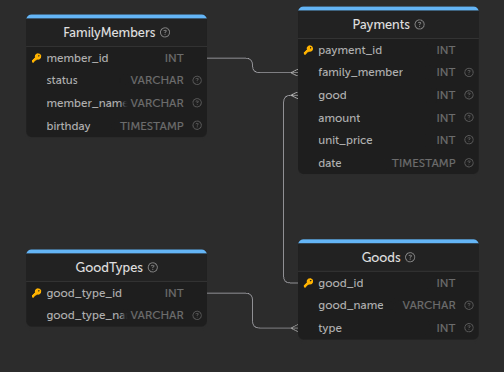 FamilyMembers
member_id INT
status VARCHAR
member_name VARCHAR
birthday TIMESTAMP
Payments
payment_id INT
family_member INT
good INT
amount INT
unit_price INT
date TIMESTAMP
GoodTypes
good_type_id INT
good_type_na VARCHAR
Goods
good_id INT
good_name VARCHAR
type INT